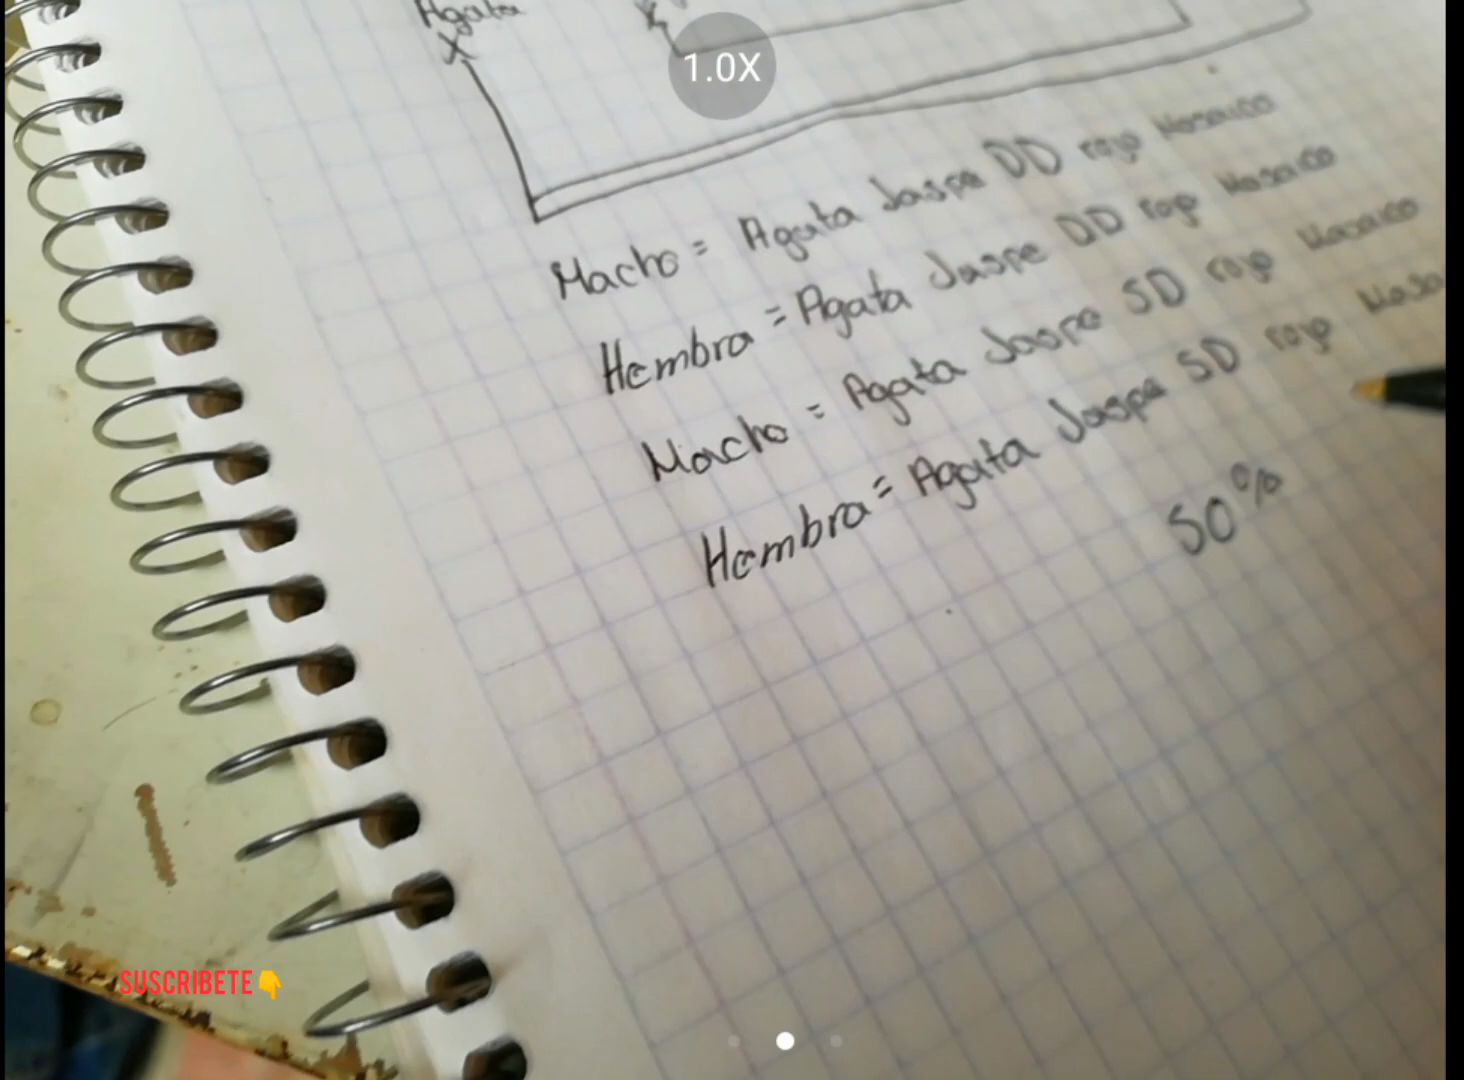 Agata
1.0X
Macho = Agata Jaspe DD rojo Mosaico
Hembra = Agata Jaspe DD rojo Mosaico
Macho = Agata Jaspe SD rojo Mosaico
Hembra = Agata Jaspe SD rojo Mosa
50%
SUSCRIBETE👇